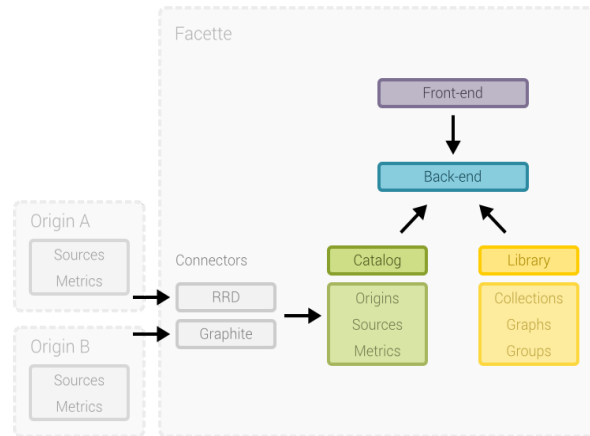 Facette
Front-end
Back-end
Origin A
Sources
Metrics
Connectors
RRD
Graphite
Catalog
Origins
Sources
Metrics
Library
Collections
Graphs
Groups
Origin B
Sources
Metrics